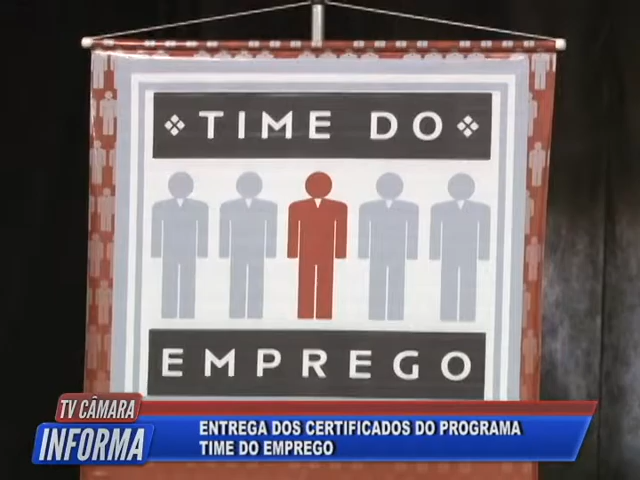 TIME DO
EMPREGO
TV CÂMARA
INFORMA
ENTREGA DOS CERTIFICADOS DO PROGRAMA
TIME DO EMPREGO